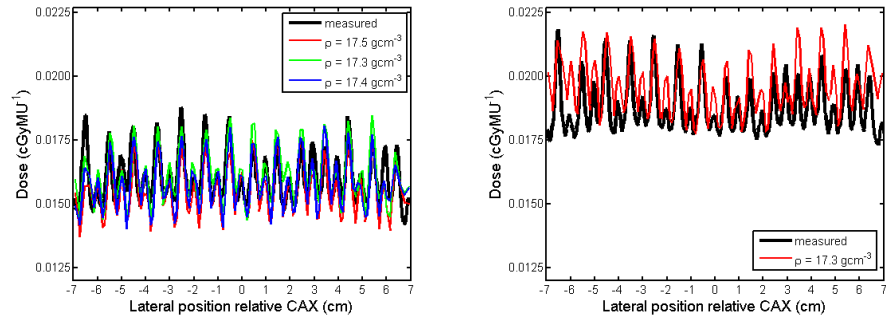 0.0225
0.0200
0.0175
0.0150
0.0125
Dose (cGyMU⁻¹)
-7 -6 -5 -4 -3 -2 -1 0 1 2 3 4 5 6 7
Lateral position relative CAX (cm)
measured
ρ = 17.5 gcm⁻³
ρ = 17.3 gcm⁻³
ρ = 17.4 gcm⁻³
0.0225
0.0200
0.0175
0.0150
0.0125
Dose (cGyMU¹)
-7 -6 -5 -4 -3 -2 -1 0 1 2 3 4 5 6 7
Lateral position relative CAX (cm)
measured
ρ = 17.3 gcm⁻³